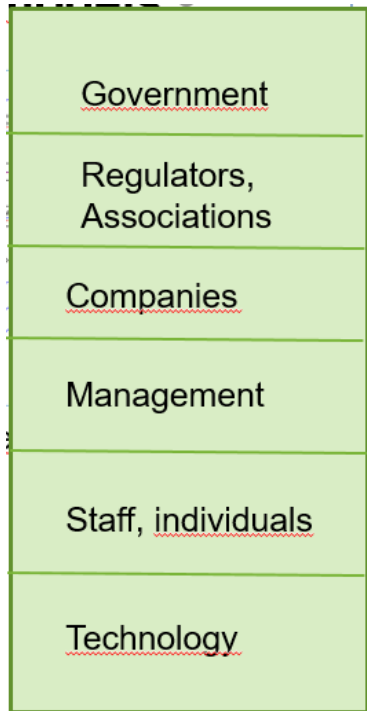 Government
Regulators,
Associations
Companies
Management
Staff, individuals
Technology